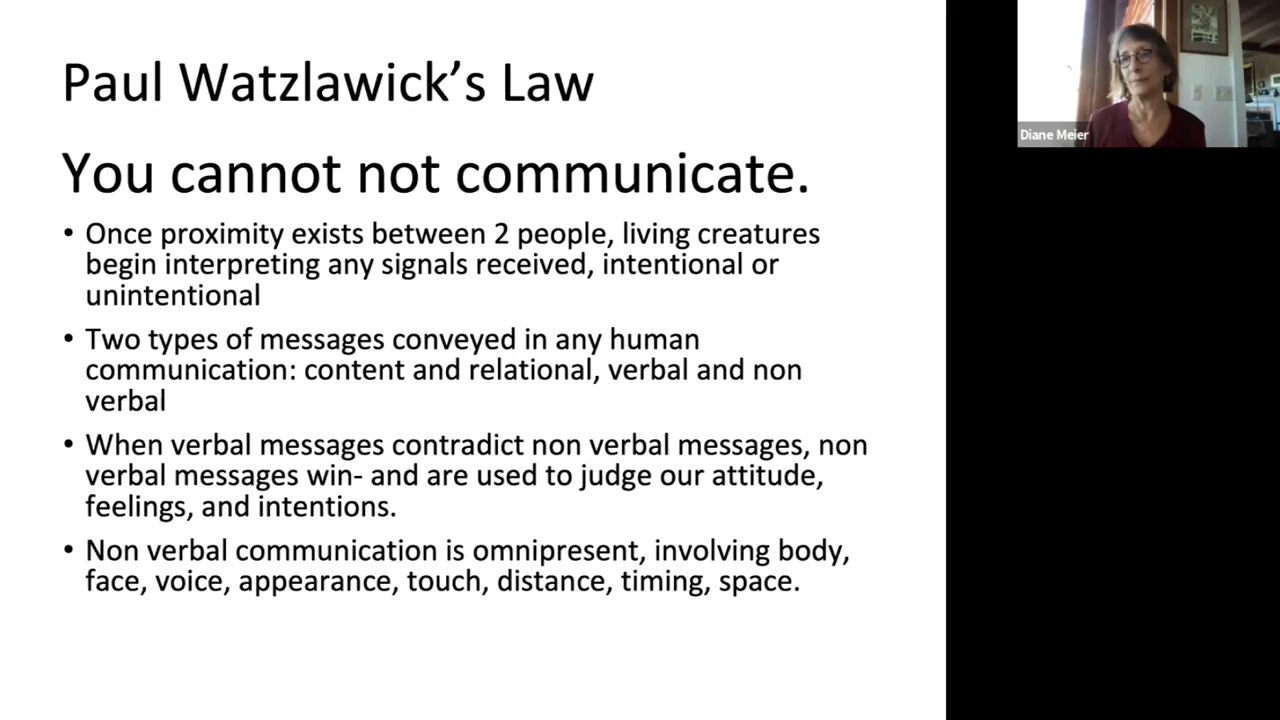 Paul Watzlawick’s Law
You cannot not communicate.
• Once proximity exists between 2 people, living creatures
begin interpreting any signals received, intentional or
unintentional
• Two types of messages conveyed in any human
communication: content and relational, verbal and non
verbal
• When verbal messages contradict non verbal messages, non
verbal messages win- and are used to judge our attitude,
feelings, and intentions.
• Non verbal communication is omnipresent, involving body,
face, voice, appearance, touch, distance, timing, space.
Diane Meier